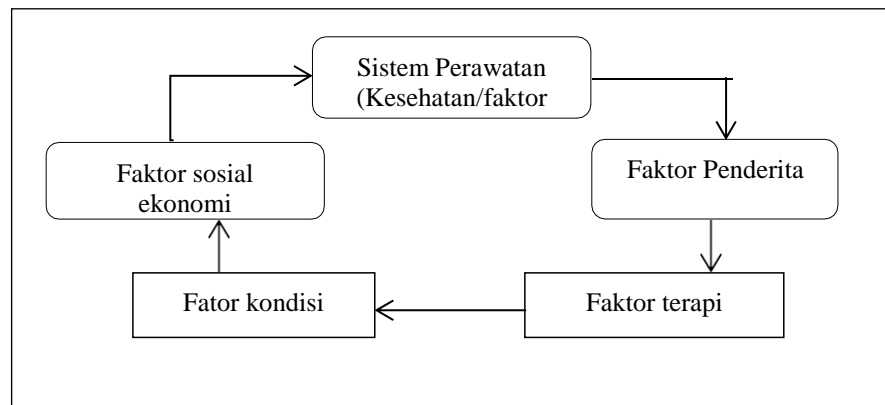 Sistem Perawatan
(Kesehatan/faktor
Faktor sosial
ekonomi
Faktor Penderita
Fator kondisi
Faktor terapi